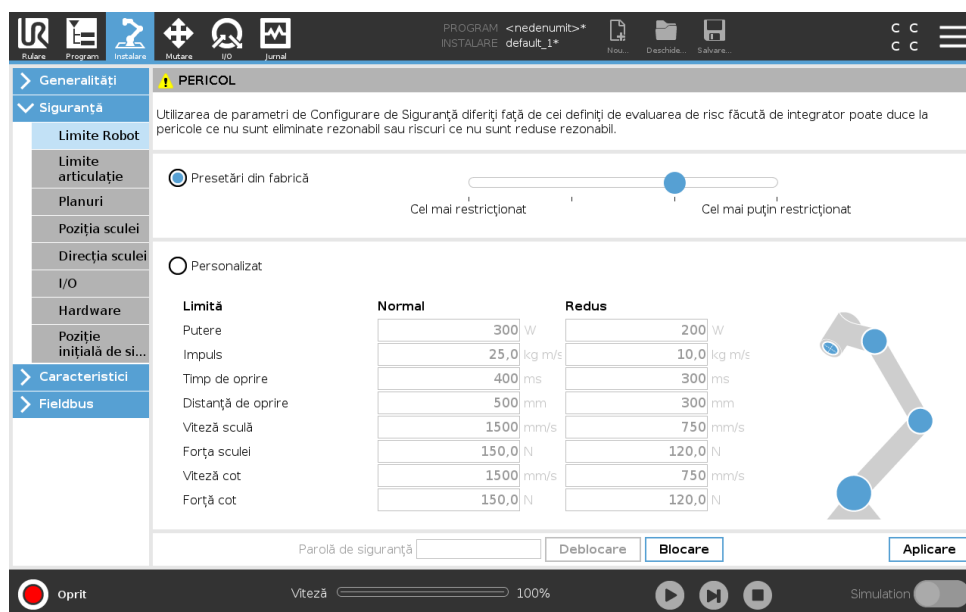 PROGRAM <nedenumit>*
INSTALARE default_1*
Rulare Program Instalare Mutare I/O Jurnal Nou... Deschide... Salvare...
C C
C C
Generalități
Siguranță
Limite Robot
Limite
articulație
Planuri
Poziția sculei
Direcția sculei
I/O
Hardware
Poziție
inițială de si...
Caracteristici
Fieldbus
PERICOL
Utilizarea de parametri de Configurare de Siguranță diferiți față de cei definiți de evaluarea de risc făcută de integrator poate duce la
pericole ce nu sunt eliminate rezonabil sau riscuri ce nu sunt reduse rezonabil.
Presetări din fabrică
Cel mai restricționat Cel mai puțin restricționat
Personalizat
Limită Normal Redus
Putere 300 W 200 W
Impuls 25,0 kg m/s 10,0 kg m/s
Timp de oprire 400 ms 300 ms
Distanță de oprire 500 mm 300 mm
Viteză sculă 1500 mm/s 750 mm/s
Forța sculei 150,0 N 120,0 N
Viteză cot 1500 mm/s 750 mm/s
Forță cot 150,0 N 120,0 N
Parolă de siguranță Deblocare Blocare Aplicare
Oprit Viteză 100% Simulation